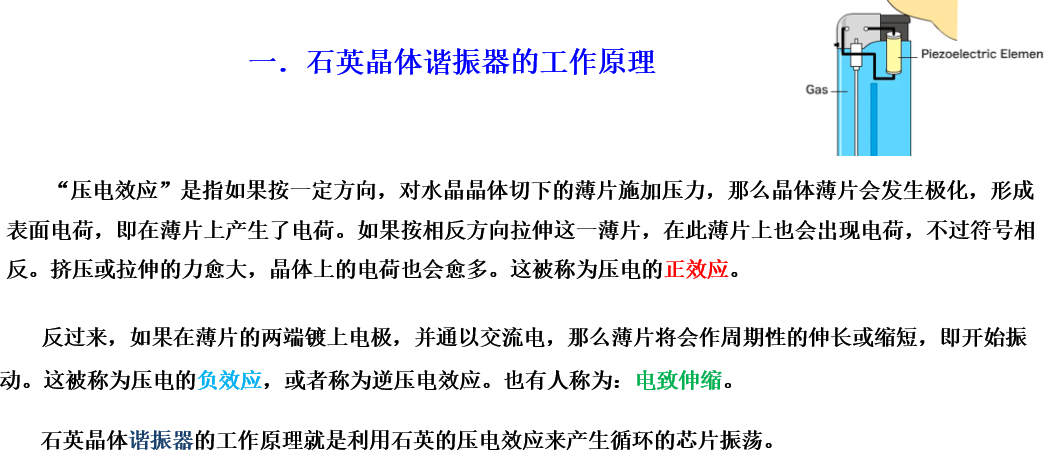 一．石英晶体谐振器的工作原理
Piezoelectric Elemen
Gas
“压电效应”是指如果按一定方向，对水晶晶体切下的薄片施加压力，那么晶体薄片会发生极化，形成
表面电荷，即在薄片上产生了电荷。如果按相反方向拉伸这一薄片，在此薄片上也会出现电荷，不过符号相
反。挤压或拉伸的力愈大，晶体上的电荷也会愈多。这被称为压电的正效应。
反过来，如果在薄片的两端镀上电极，并通以交流电，那么薄片将会作周期性的伸长或缩短，即开始振
动。这被称为压电的负效应，或者称为逆压电效应。也有人称为：电致伸缩。
石英晶体谐振器的工作原理就是利用石英的压电效应来产生循环的芯片振荡。